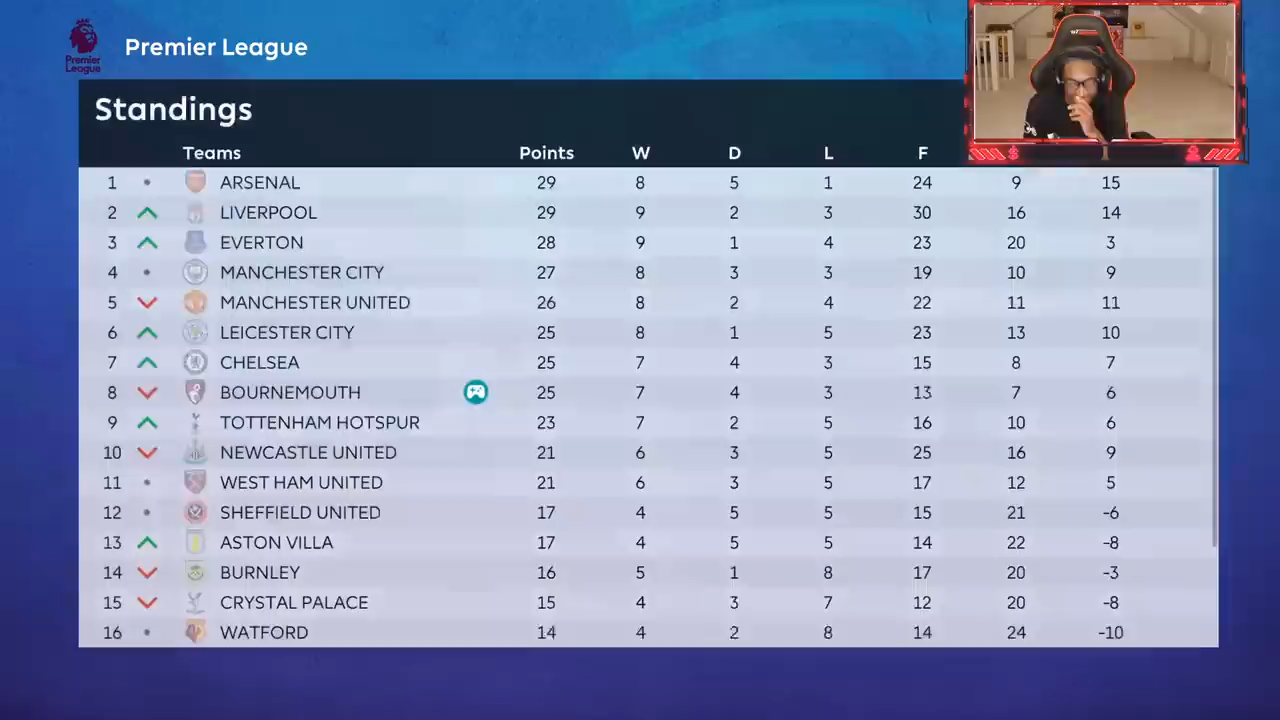 Premier League
Premier League
Standings
Teams Points W D L F
1 ARSENAL 29 8 5 1 24 9 15
2 LIVERPOOL 29 9 2 3 30 16 14
3 EVERTON 28 9 1 4 23 20 3
4 MANCHESTER CITY 27 8 3 3 19 10 9
5 MANCHESTER UNITED 26 8 2 4 22 11 11
6 LEICESTER CITY 25 8 1 5 23 13 10
7 CHELSEA 25 7 4 3 15 8 7
8 BOURNEMOUTH 25 7 4 3 13 7 6
9 TOTTENHAM HOTSPUR 23 7 2 5 16 10 6
10 NEWCASTLE UNITED 21 6 3 5 25 16 9
11 WEST HAM UNITED 21 6 3 5 17 12 5
12 SHEFFIELD UNITED 17 4 5 5 15 21 -6
13 ASTON VILLA 17 4 5 5 14 22 -8
14 BURNLEY 16 5 1 8 17 20 -3
15 CRYSTAL PALACE 15 4 3 7 12 20 -8
16 WATFORD 14 4 2 8 14 24 -10